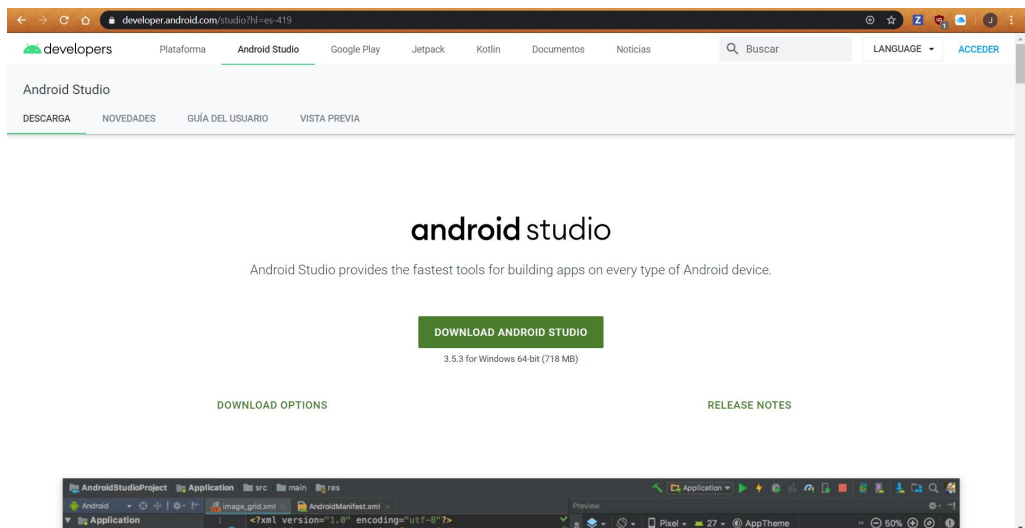 developer.android.com/studio?hl=es-419
developers Plataforma Android Studio Google Play Jetpack Kotlin Documentos Noticias Buscar LANGUAGE ACCEDER
Android Studio
DESCARGA NOVEDADES GUÍA DEL USUARIO VISTA PREVIA
android studio
Android Studio provides the fastest tools for building apps on every type of Android device.
DOWNLOAD ANDROID STUDIO
3.5.3 for Windows 64-bit (718 MB)
DOWNLOAD OPTIONS RELEASE NOTES
AndroidStudioProject Application src main res Application
Android image_grid.xml AndroidManifest.xml Preview
Application 1 <?xml version="1.0" encoding="utf-8"?> Pixel 27 AppTheme 50%